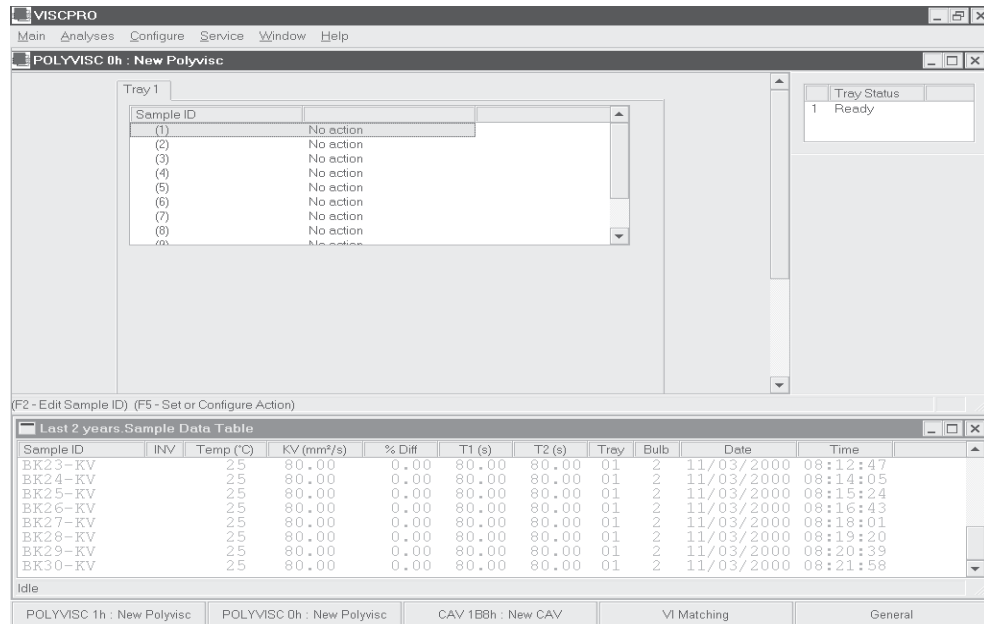 VISCPRO
Main Analyses Configure Service Window Help
POLYVISC 0h : New Polyvisc
Tray 1
Tray Status
1 Ready
Sample ID
(1) No action
(2) No action
(3) No action
(4) No action
(5) No action
(6) No action
(7) No action
(8) No action
(9) No action
(F2 - Edit Sample ID) (F5 - Set or Configure Action)
Last 2 years.Sample Data Table
Sample ID INV Temp (°C) KV (mm²/s) % Diff T1 (s) T2 (s) Tray Bulb Date Time
BK23-KV 25 80.00 0.00 80.00 80.00 01 2 11/03/2000 08:12:47
BK24-KV 25 80.00 0.00 80.00 80.00 01 2 11/03/2000 08:14:05
BK25-KV 25 80.00 0.00 80.00 80.00 01 2 11/03/2000 08:15:24
BK26-KV 25 80.00 0.00 80.00 80.00 01 2 11/03/2000 08:16:43
BK27-KV 25 80.00 0.00 80.00 80.00 01 2 11/03/2000 08:18:01
BK28-KV 25 80.00 0.00 80.00 80.00 01 2 11/03/2000 08:19:20
BK29-KV 25 80.00 0.00 80.00 80.00 01 2 11/03/2000 08:20:39
BK30-KV 25 80.00 0.00 80.00 80.00 01 2 11/03/2000 08:21:58
Idle
POLYVISC 1h : New Polyvisc POLYVISC 0h : New Polyvisc CAV 1B8h : New CAV VI Matching General